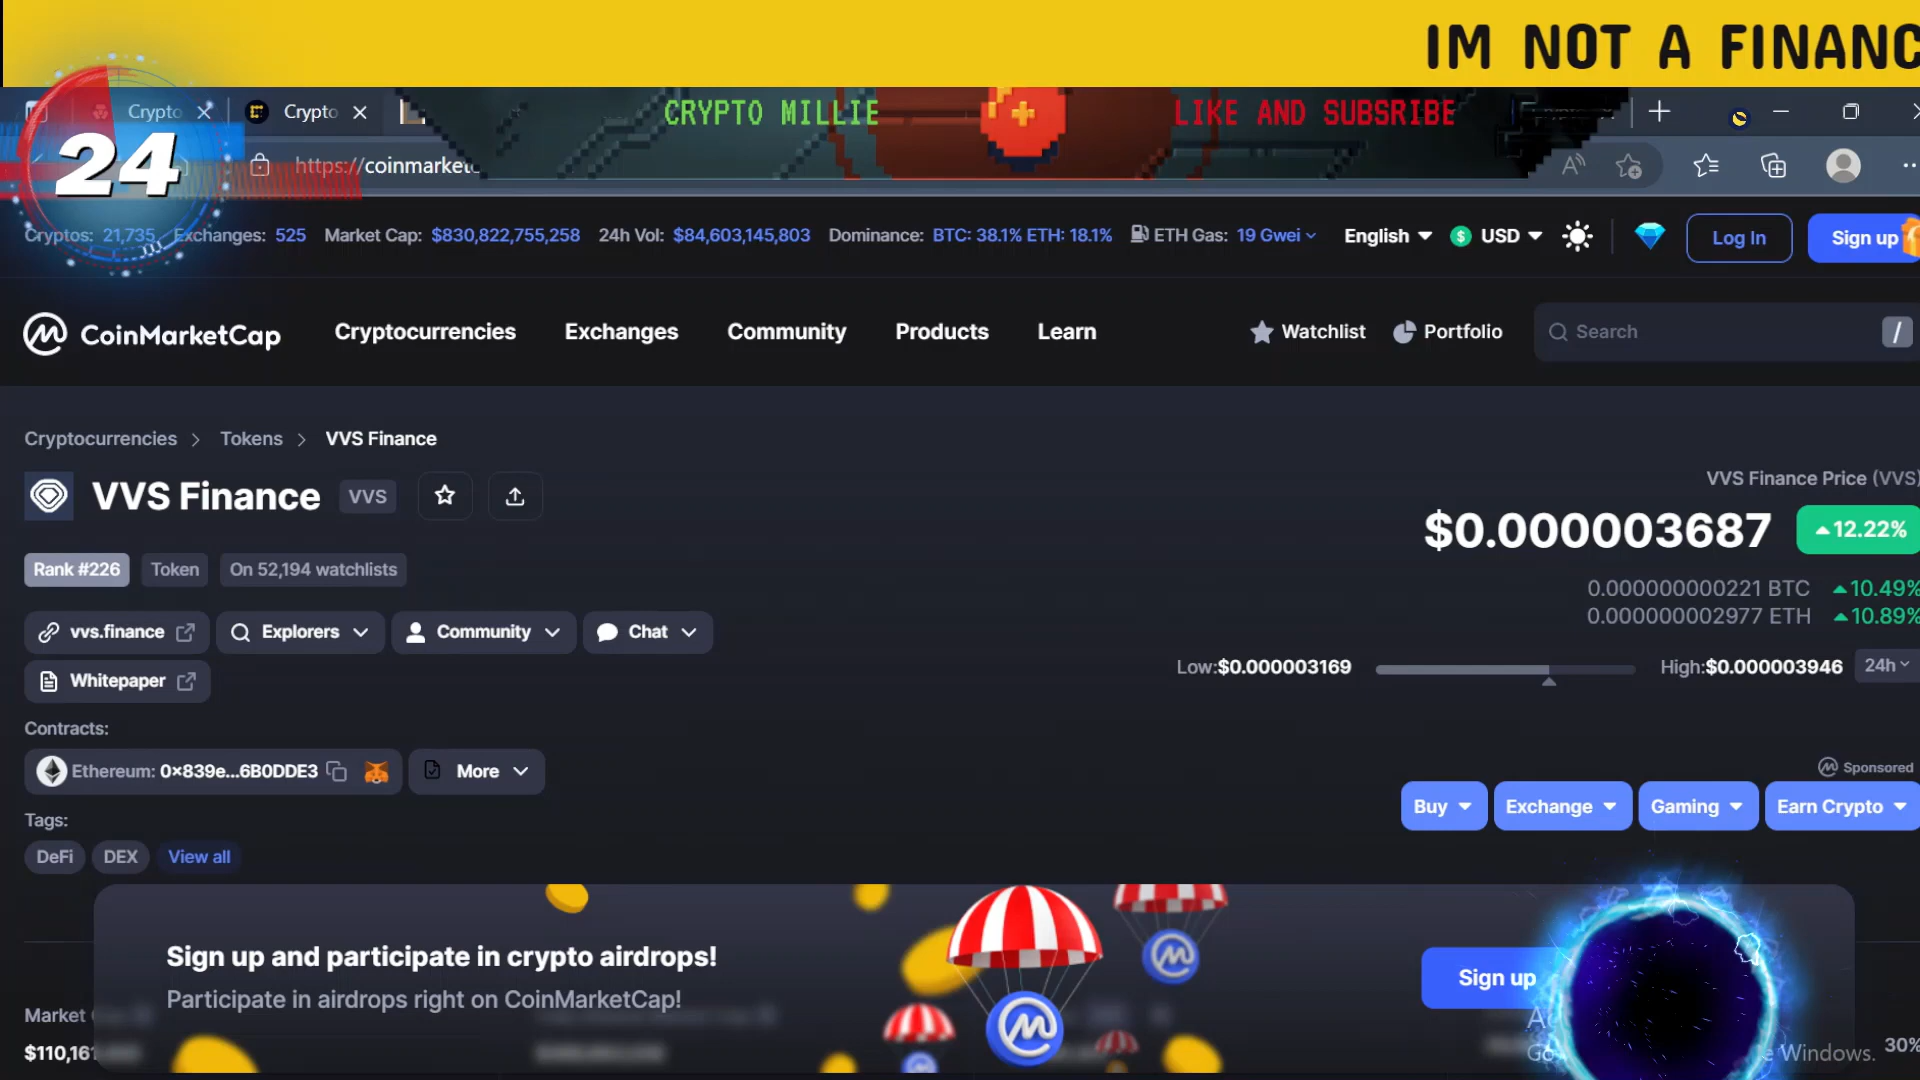 IM NOT A FINANC
24
Crypto
Crypto
CRYPTO MILLIE
LIKE AND SUBSRIBE
https://coinmarket
Cryptos: 21,735 Exchanges: 525 Market Cap: $830,822,755,258 24h Vol: $84,603,145,803 Dominance: BTC: 38.1% ETH: 18.1% ETH Gas: 19 Gwei English USD Log In Sign up
CoinMarketCap Cryptocurrencies Exchanges Community Products Learn Watchlist Portfolio Search /
Cryptocurrencies > Tokens > VVS Finance
VVS Finance VVS
VVS Finance Price (VVS)
$0.000003687 12.22%
Rank #226 Token On 52,194 watchlists
0.000000000221 BTC 10.49%
0.000000002977 ETH 10.89%
vvs.finance Explorers Community Chat
Low:$0.000003169 High:$0.000003946 24h
Whitepaper
Contracts:
Ethereum: 0x839e...6B0DDE3 More
Sponsored
Buy Exchange Gaming Earn Crypto
Tags:
DeFi DEX View all
Sign up and participate in crypto airdrops!
Participate in airdrops right on CoinMarketCap!
Sign up
Market
$110,161
Windows.
30%